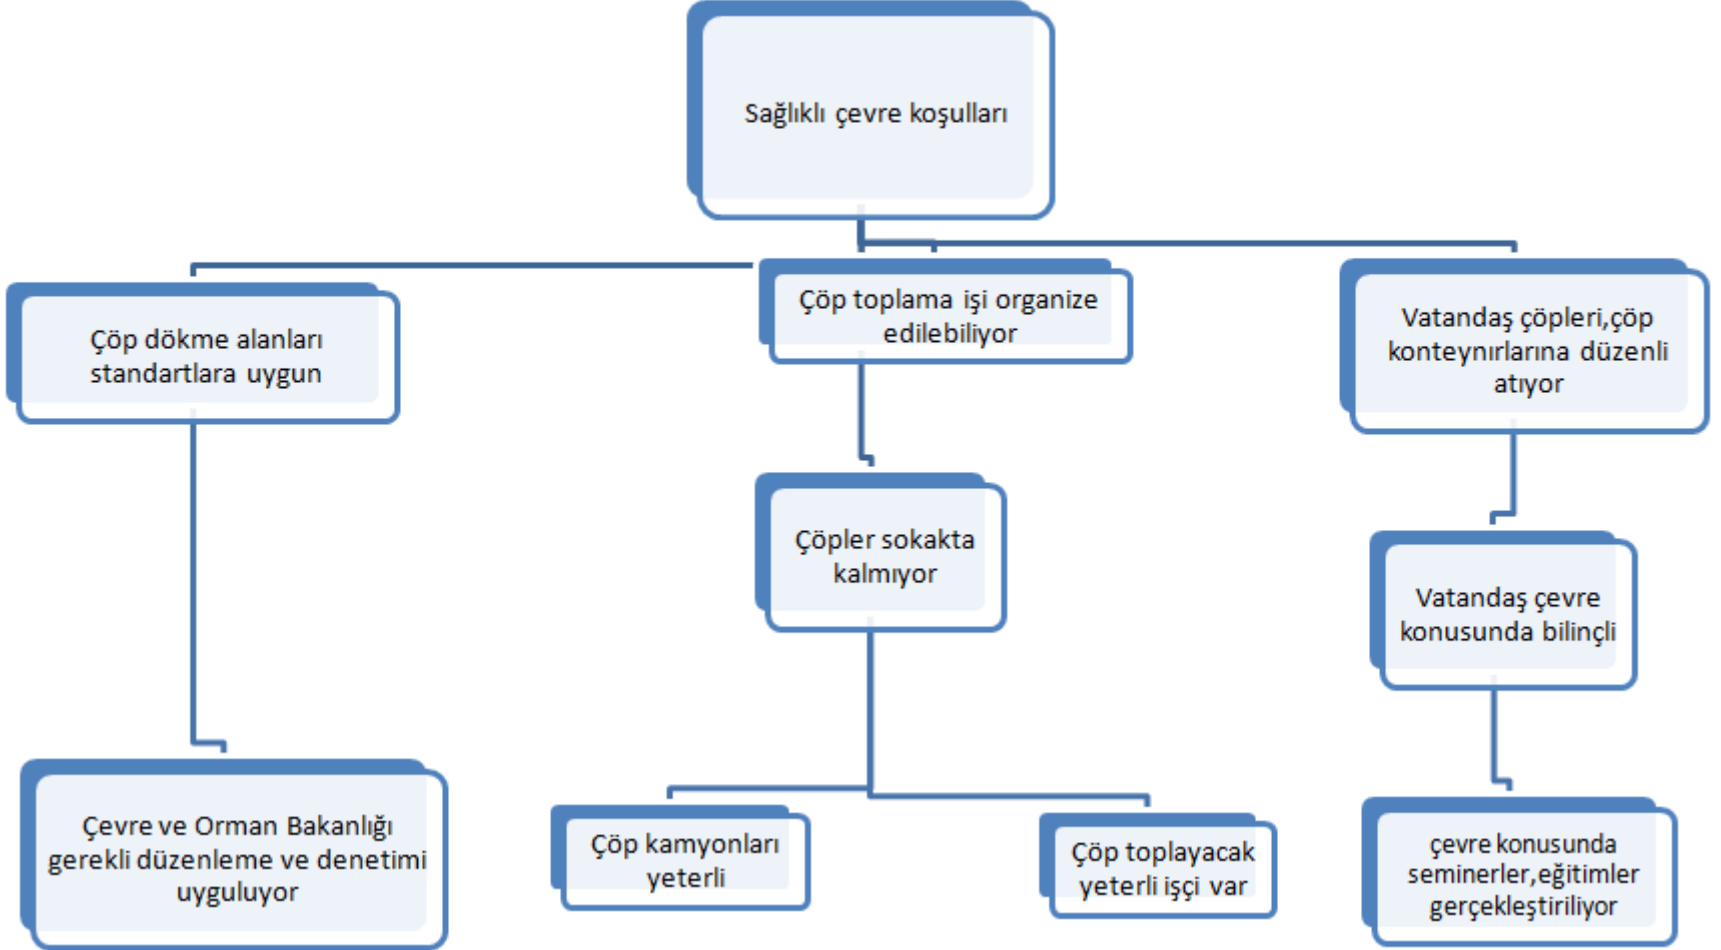 Sağlıklı çevre koşulları
Çöp dökme alanları
standartlara uygun
Çöp toplama işi organize
edilebiliyor
Vatandaş çöpleri,çöp
konteynırlarına düzenli
atıyor
Çöpler sokakta
kalmıyor
Vatandaş çevre
konusunda bilinçli
Çevre ve Orman Bakanlığı
gerekli düzenleme ve denetimi
uyguluyor
Çöp kamyonları
yeterli
Çöp toplayacak
yeterli işçi var
çevre konusunda
seminerler,eğitimler
gerçekleştiriliyor